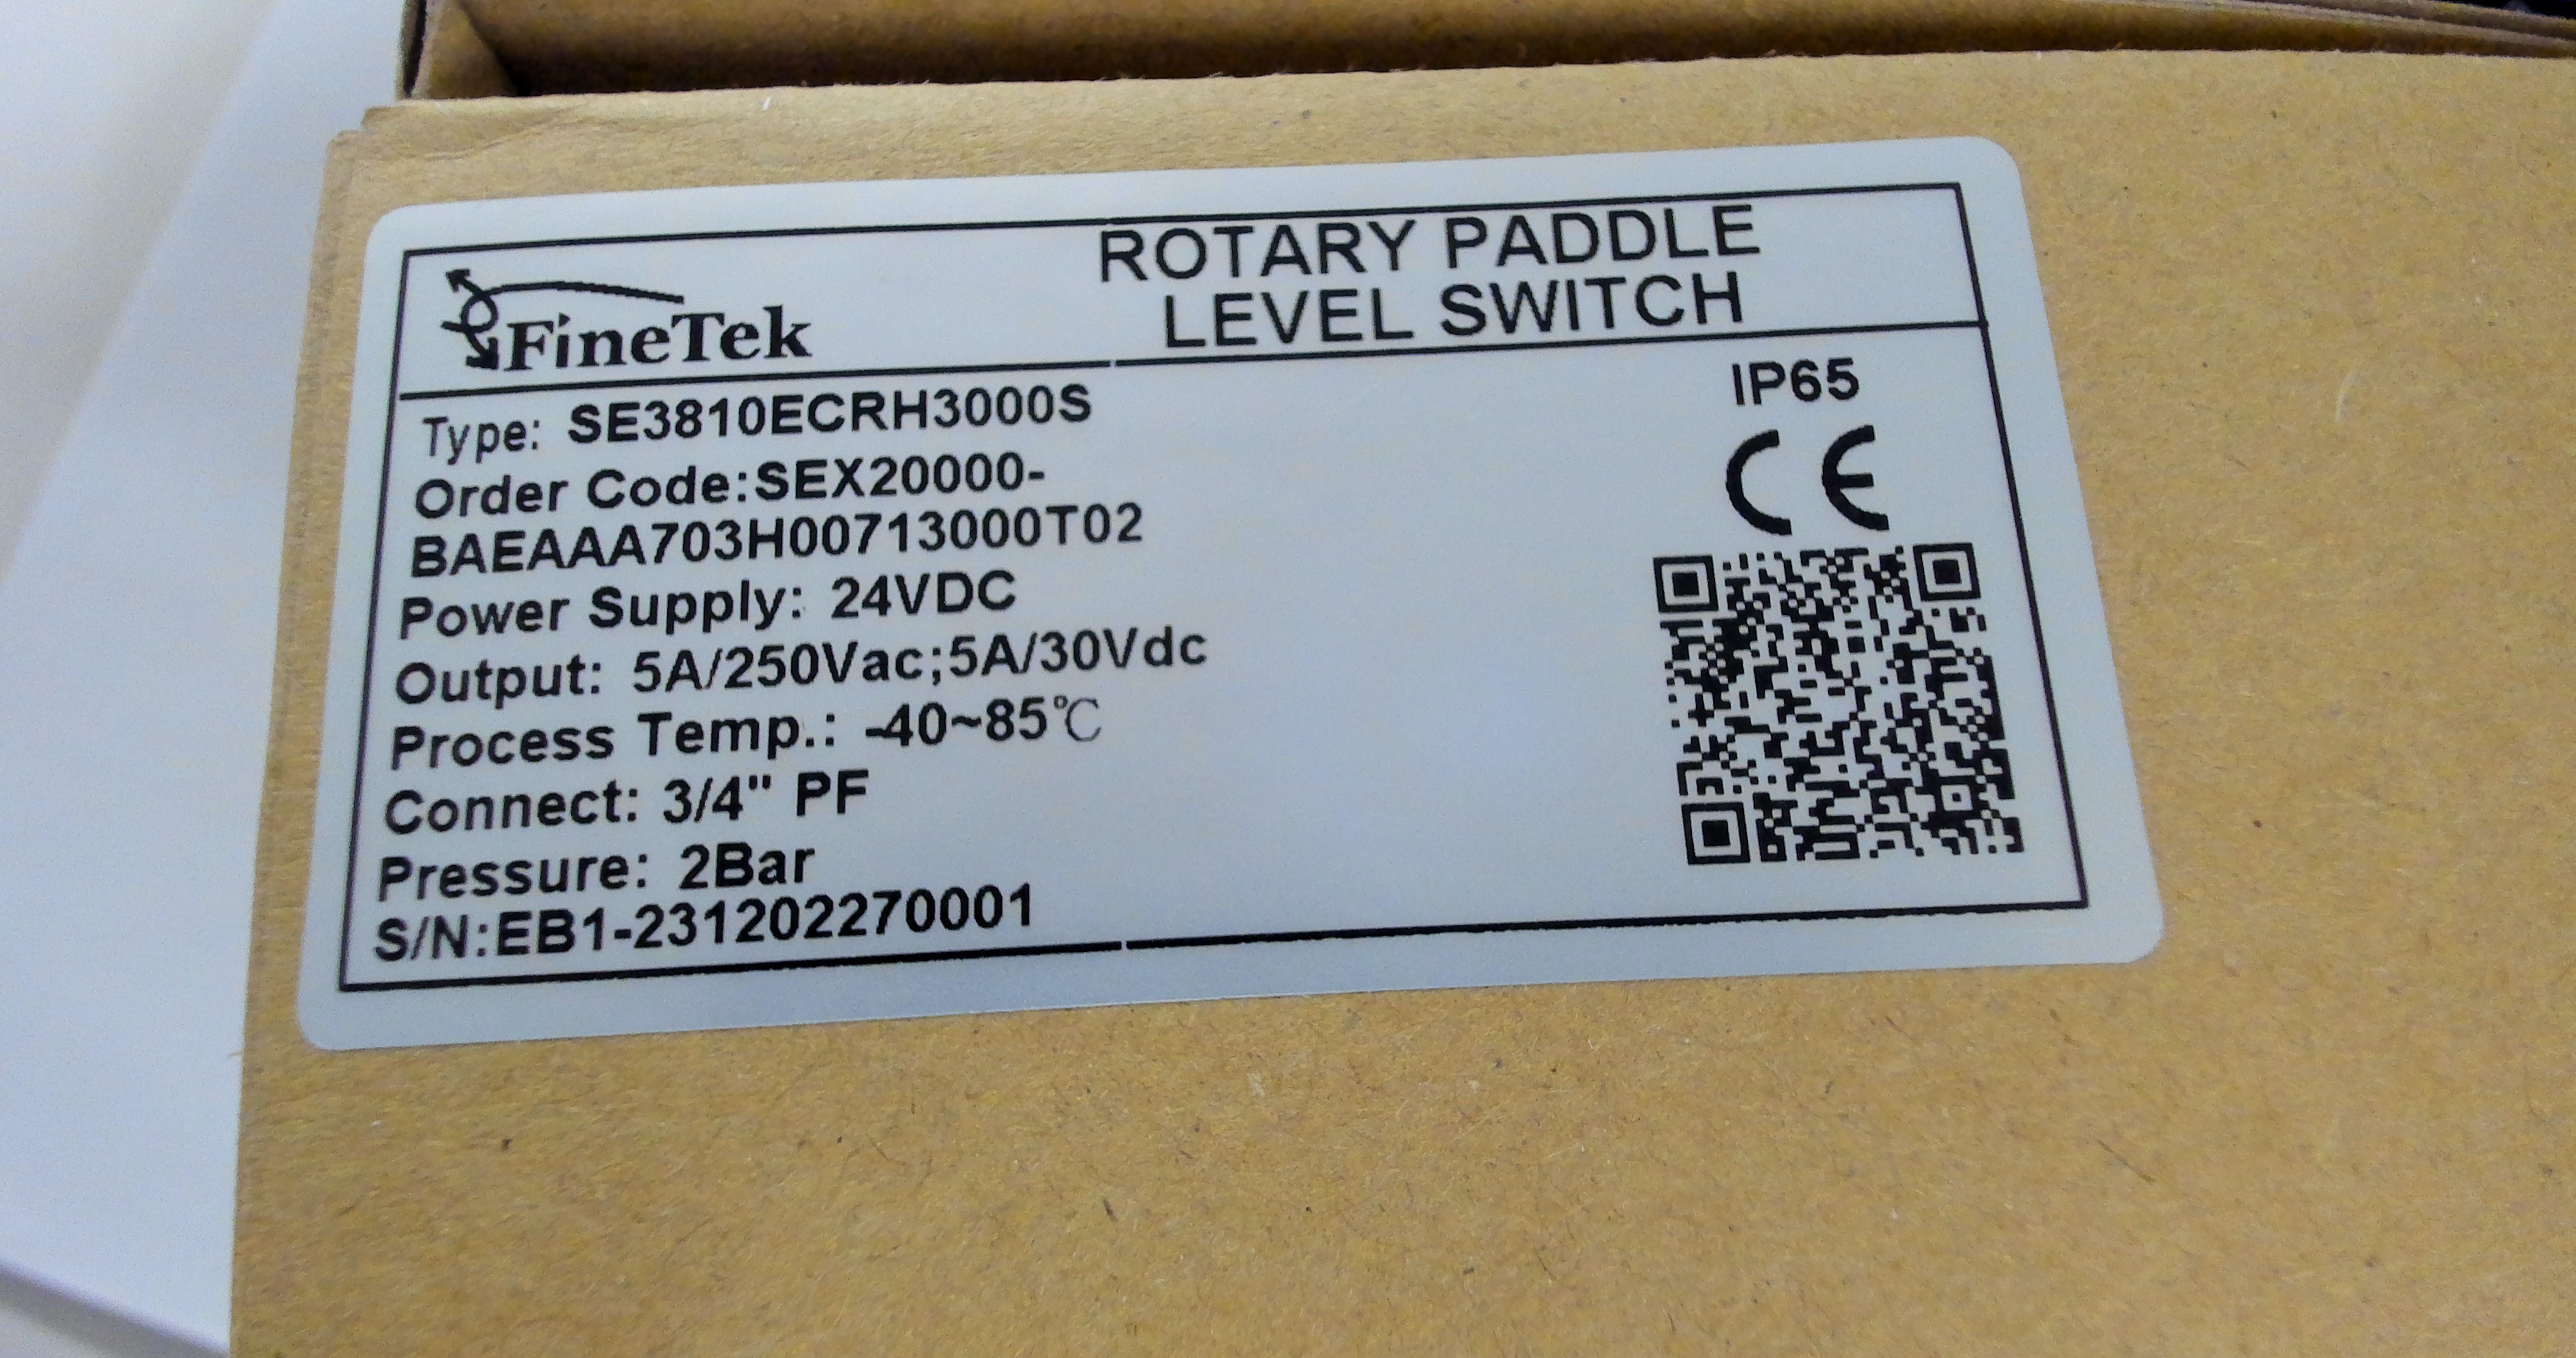 FineTek
ROTARY PADDLE
LEVEL SWITCH
Type: SE3810ECRH3000S
Order Code:SEX20000-
BAEAAA703H00713000T02
Power Supply: 24VDC
Output: 5A/250Vac;5A/30Vdc
Process Temp.: -40~85℃
Connect: 3/4" PF
Pressure: 2Bar
S/N:EB1-231202270001
IP65
CE